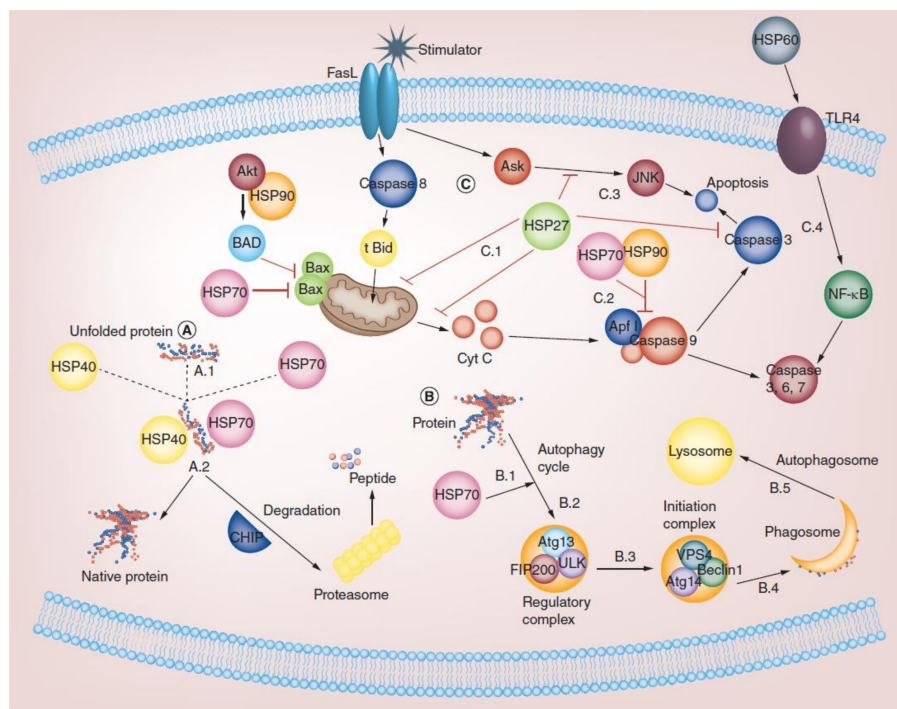 HSP60
Stimulator
FasL
TLR4
Akt
HSP90
Caspase 8
C
Ask
JNK
Apoptosis
C.3
HSP27
BAD
t Bid
C.1
HSP70
HSP90
Caspase 3
C.4
Bax
Bax
HSP70
C.2
NF-κB
Apf I
Caspase 9
Cyt C
Unfolded protein
A
A.1
HSP40
HSP70
Caspase
3, 6, 7
B
Protein
HSP40
HSP70
A.2
Autophagy
cycle
Lysosome
Autophagosome
Peptide
HSP70
B.1
B.2
B.5
Degradation
CHIP
Initiation
complex
Phagosome
Atg13
FIP200
ULK
B.3
VPS4
Beclin1
Atg14
B.4
Native protein
Proteasome
Regulatory
complex